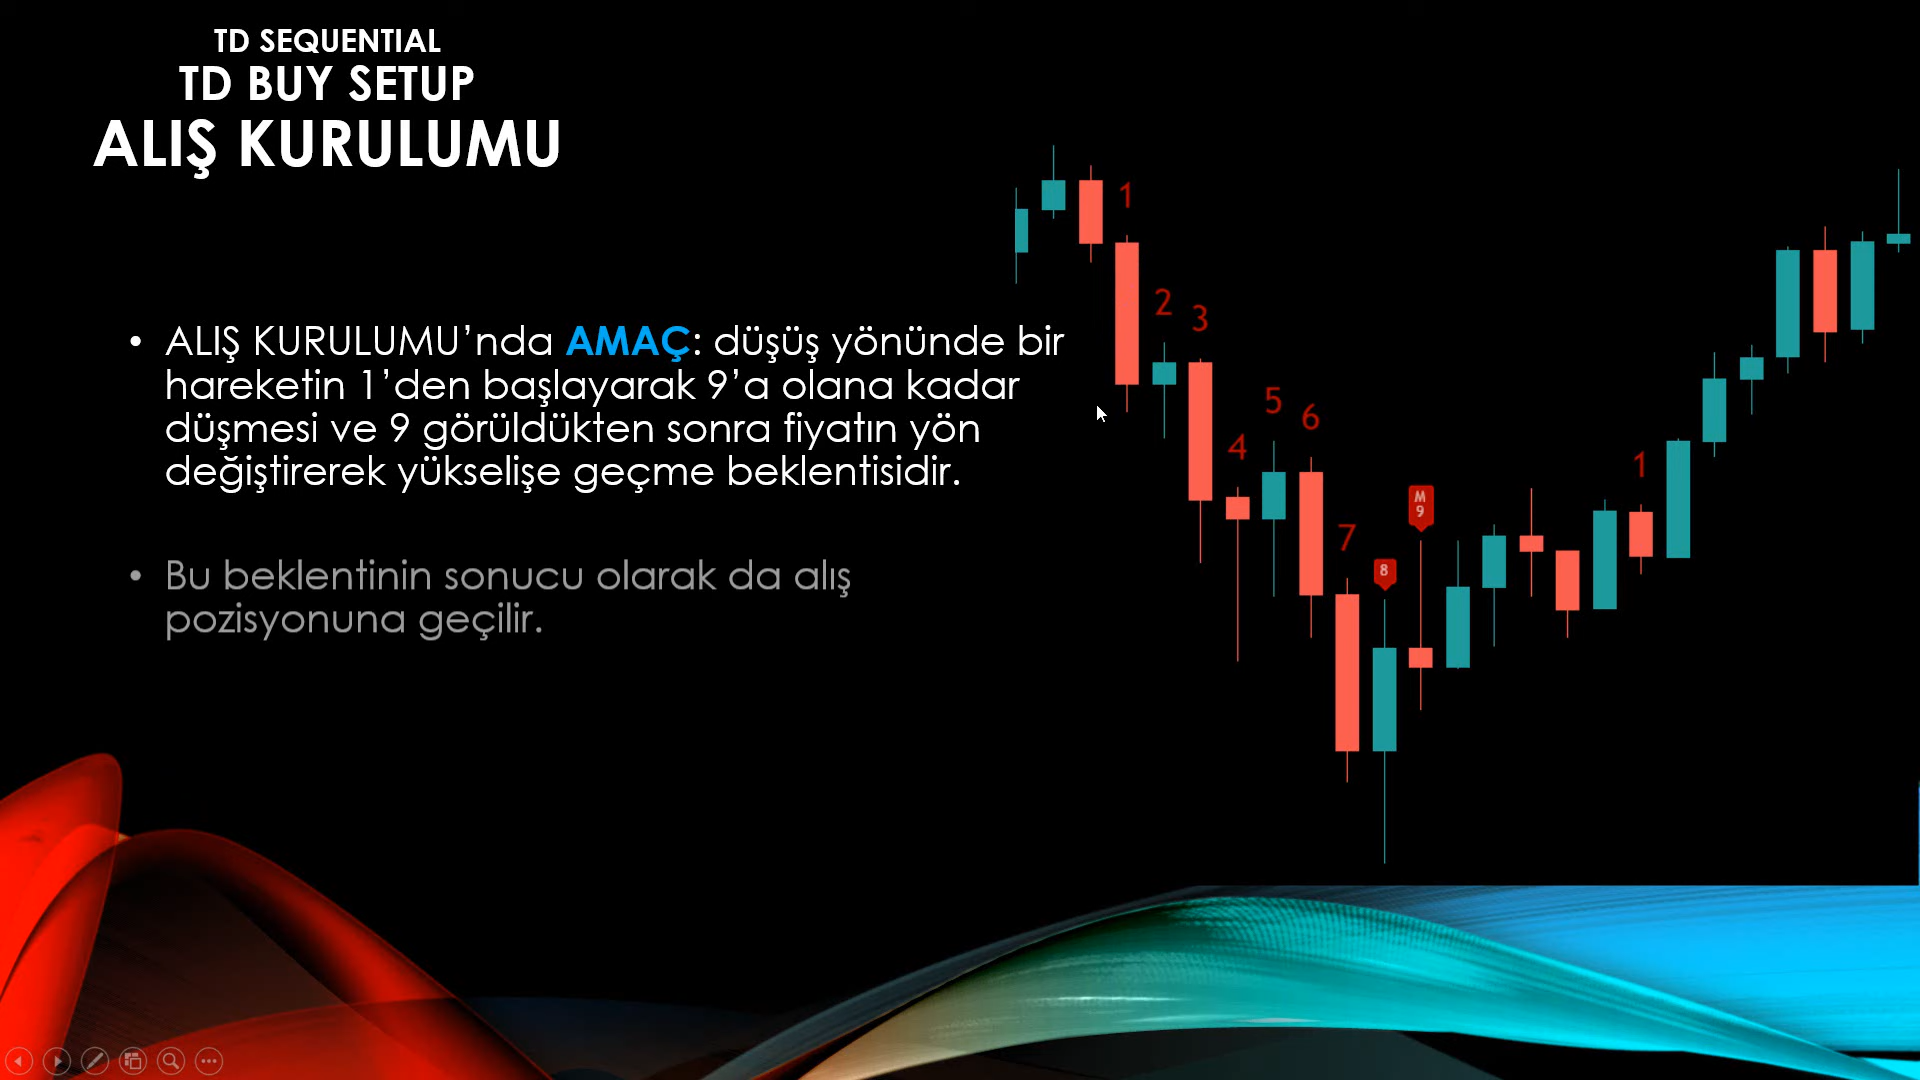 TD SEQUENTIAL
TD BUY SETUP
ALIŞ KURULUMU
• ALIŞ KURULUMU’nda AMAÇ: düşüş yönünde bir
hareketin 1’den başlayarak 9’a olana kadar
düşmesi ve 9 görüldükten sonra fiyatın yön
değiştirerek yükselişe geçme beklentisidir.
• Bu beklentinin sonucu olarak da alış
pozisyonuna geçilir.
1
2
3
4
5
6
7
8
M
9
1